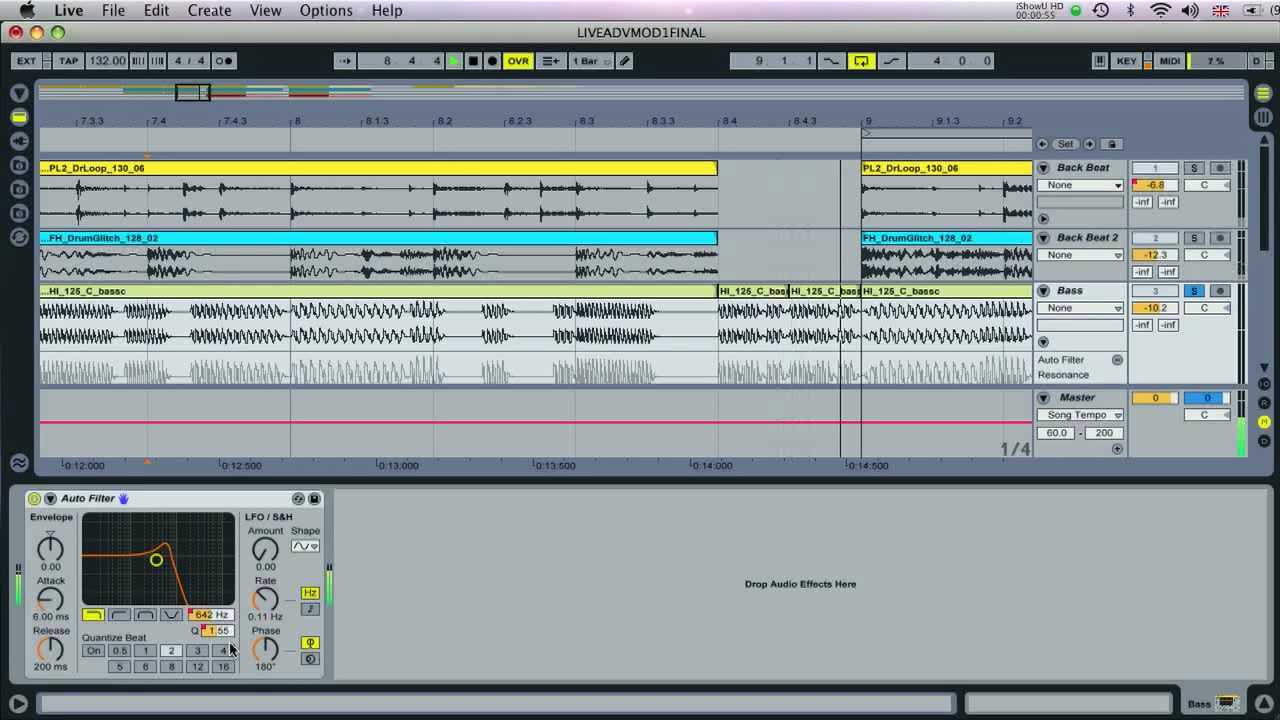 Live File Edit Create View Options Help iShowU HD 00:00:55
LIVEADVMOD1FINAL
EXT TAP 132.00 4 / 4 8. 4. 4 OVR 1 Bar 9. 1. 1 4. 0. 0 KEY MIDI 7 % D
7.3.3 7.4 7.4.3 8 8.1.3 8.2 8.2.3 8.3 8.3.3 8.4 8.4.3 9 9.1.3 9.2
Set
...PL2_DrLoop_130_06 PL2_DrLoop_130_06 Back Beat 1 S
None -6.8 C
-inf -inf
...FH_DrumGlitch_128_02 FH_DrumGlitch_128_02 Back Beat 2 2 S
None -12.3 C
-inf -inf
...HI_125_C_bassc HI_125_C_bas HI_125_C_bas HI_125_C_bassc Bass 3 S
None -10.2 C
-inf -inf
Auto Filter
Resonance
Master 0 0
Song Tempo C
60.0 - 200
1/4
0:12:000 0:12:500 0:13:000 0:13:500 0:14:000 0:14:500
Auto Filter
Envelope LFO / S&H
Amount Shape
0.00 0.00
Attack Rate
Hz
6.00 ms 642 Hz 0.11 Hz
Release Q 1.55 Phase
Quantize Beat
On 0.5 1 2 3 4
200 ms 5 6 8 12 16 180°
Drop Audio Effects Here
Bass